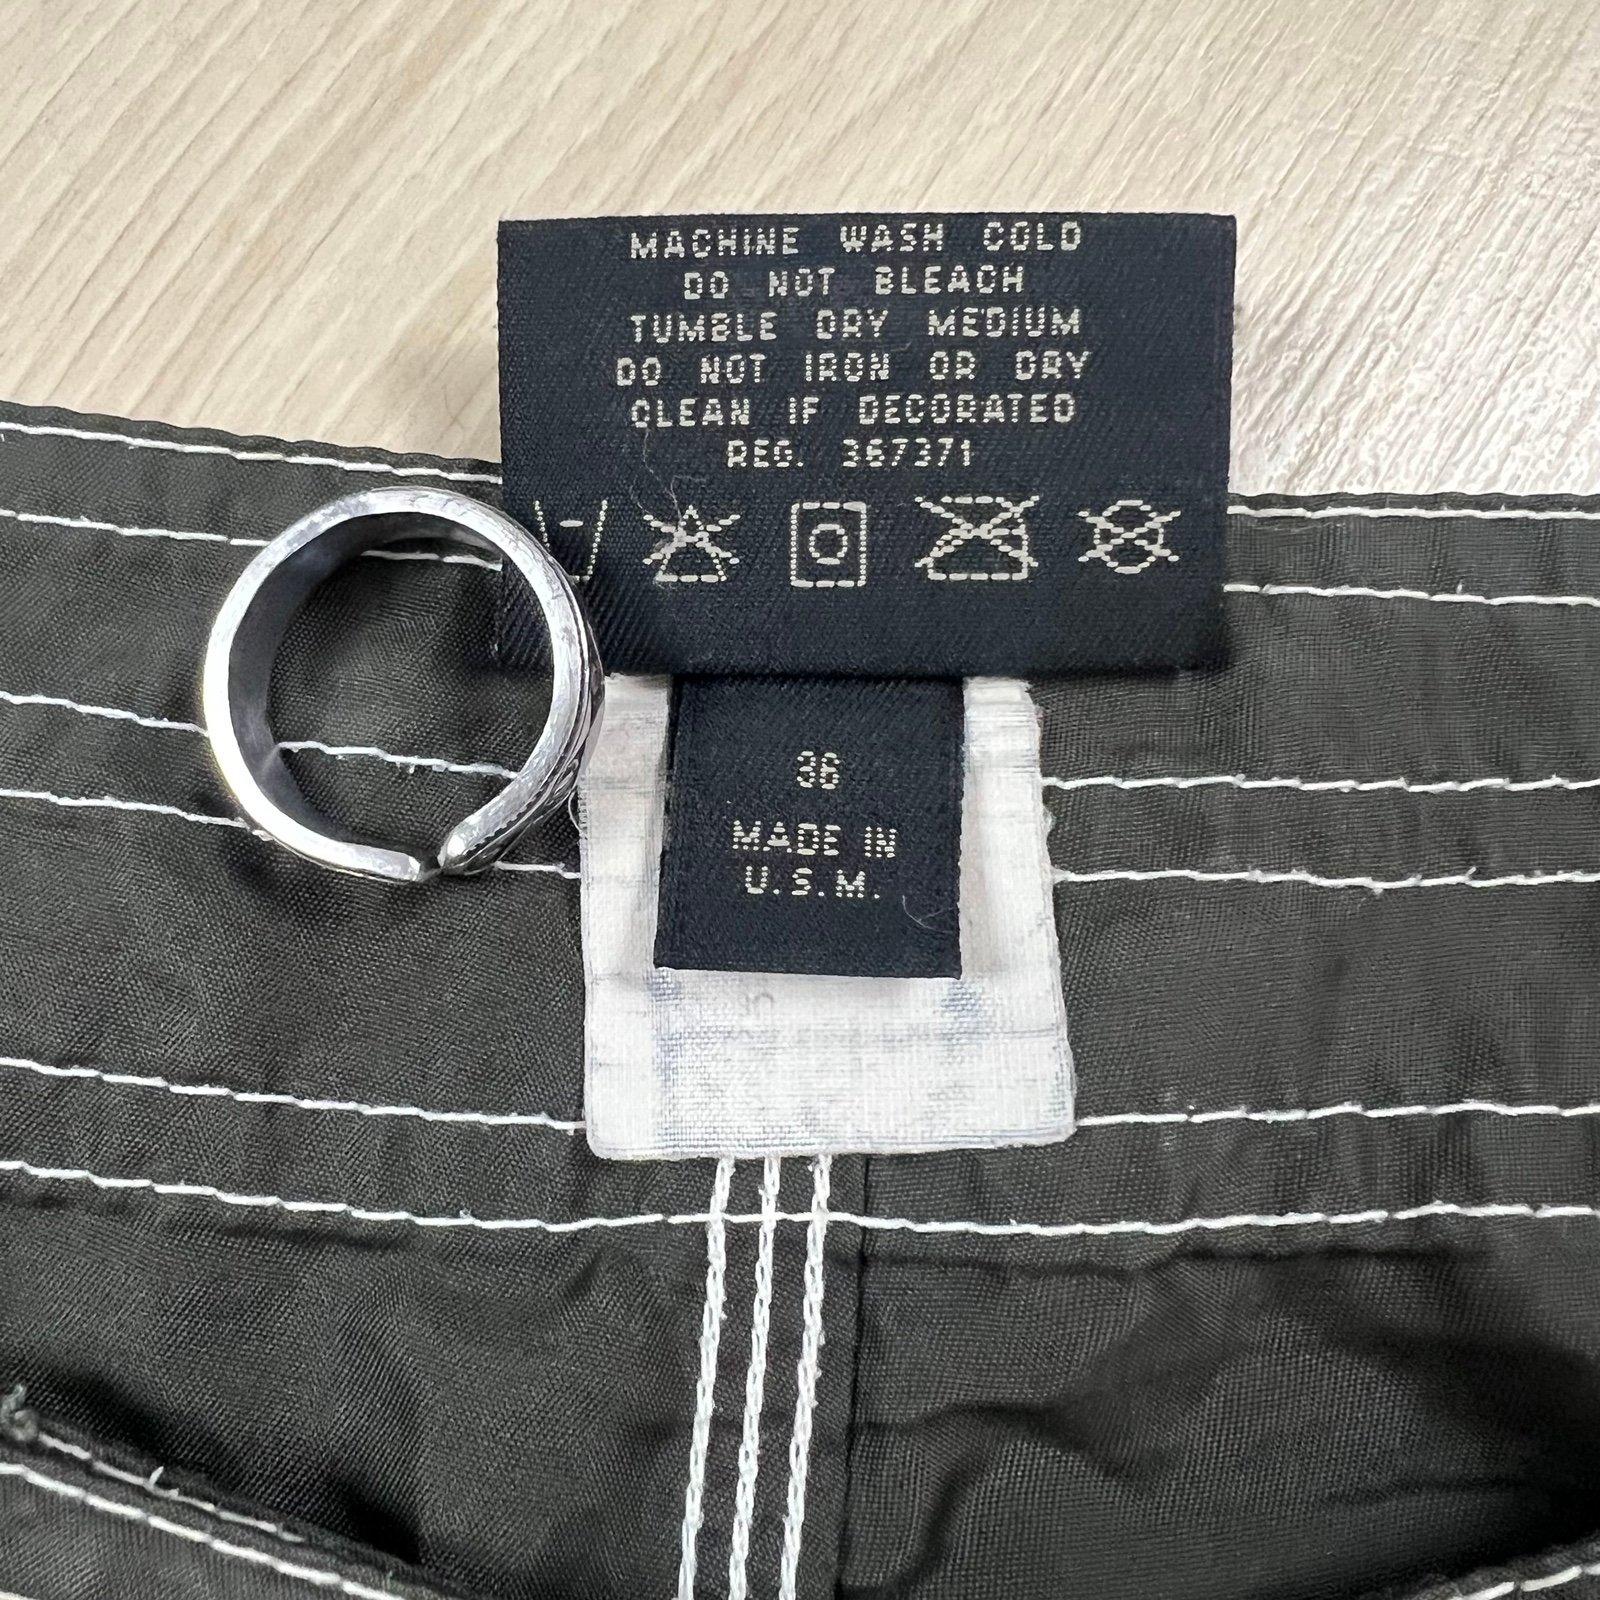 MACHINE WASH COLD
DO NOT BLEACH
TUMBLE DRY MEDIUM
DO NOT IRON OR DRY
CLEAN IF DECORATED
REG. 367371
36
MADE IN
U.S.M.